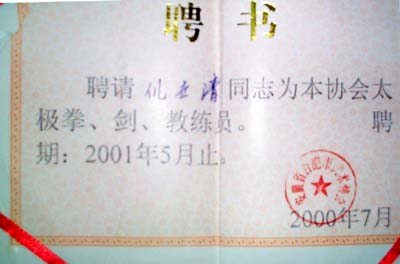 聘书
聘请 清同志为本协会太
极拳、剑、教练员。 聘
期：2001年5月止。
2000年7月